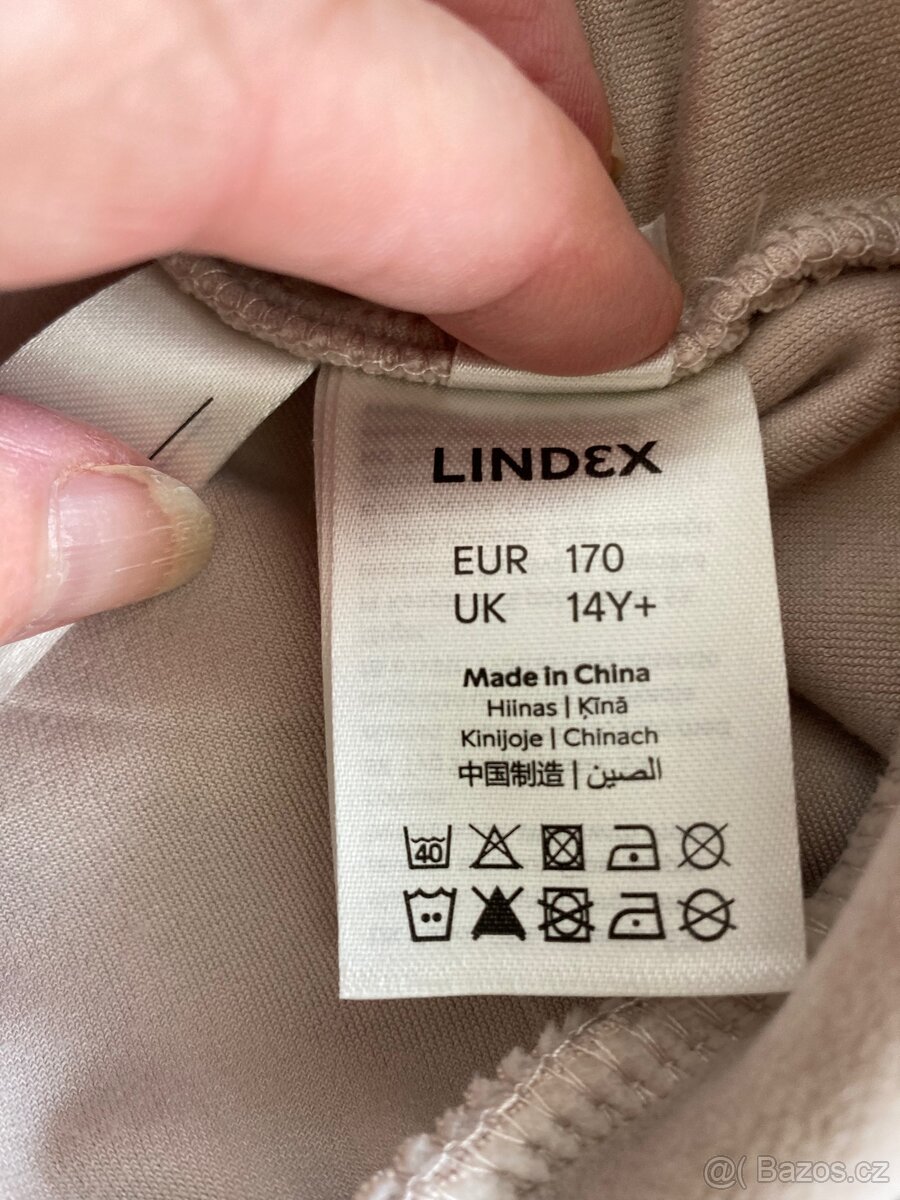 LINDEX
EUR 170
UK 14Y+
Made in China
Hiinas | Ķīnā
Kinijoje | Chinach
中国制造 | الصين
40
@( Bazos.cz